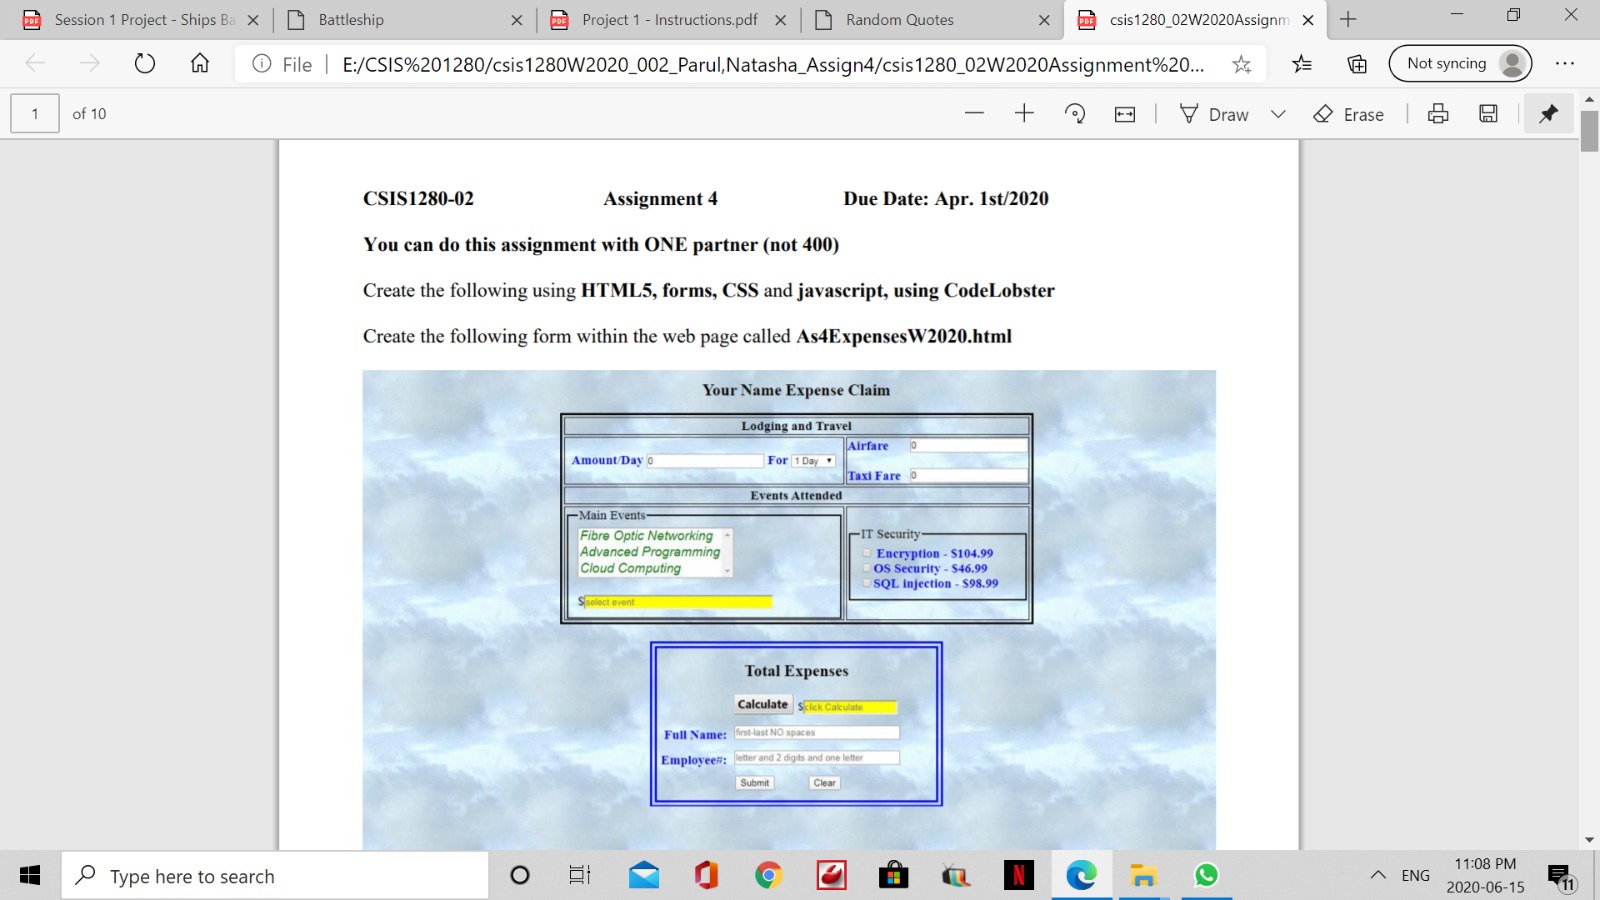 Session 1 Project - Ships Ba
Battleship
Project 1 - Instructions.pdf
Random Quotes
csis1280_02W2020Assignm
File
E:/CSIS%201280/csis1280W2020_002_Parul,Natasha_Assign4/csis1280_02W2020Assignment%20...
Not syncing
1 of 10
Draw
Erase
CSIS1280-02 Assignment 4 Due Date: Apr. 1st/2020
You can do this assignment with ONE partner (not 400)
Create the following using HTML5, forms, CSS and javascript, using CodeLobster
Create the following form within the web page called As4ExpensesW2020.html
Your Name Expense Claim
Lodging and Travel
Amount/Day 0 For 1 Day
Airfare 0
Taxi Fare 0
Events Attended
Main Events
Fibre Optic Networking
Advanced Programming
Cloud Computing
$select event
IT Security
Encryption - $104.99
OS Security - $46.99
SQL injection - $98.99
Total Expenses
Calculate $click Calculate
Full Name: first-last NO spaces
Employee#: letter and 2 digits and one letter
Submit Clear
Type here to search
ENG
11:08 PM
2020-06-15
11